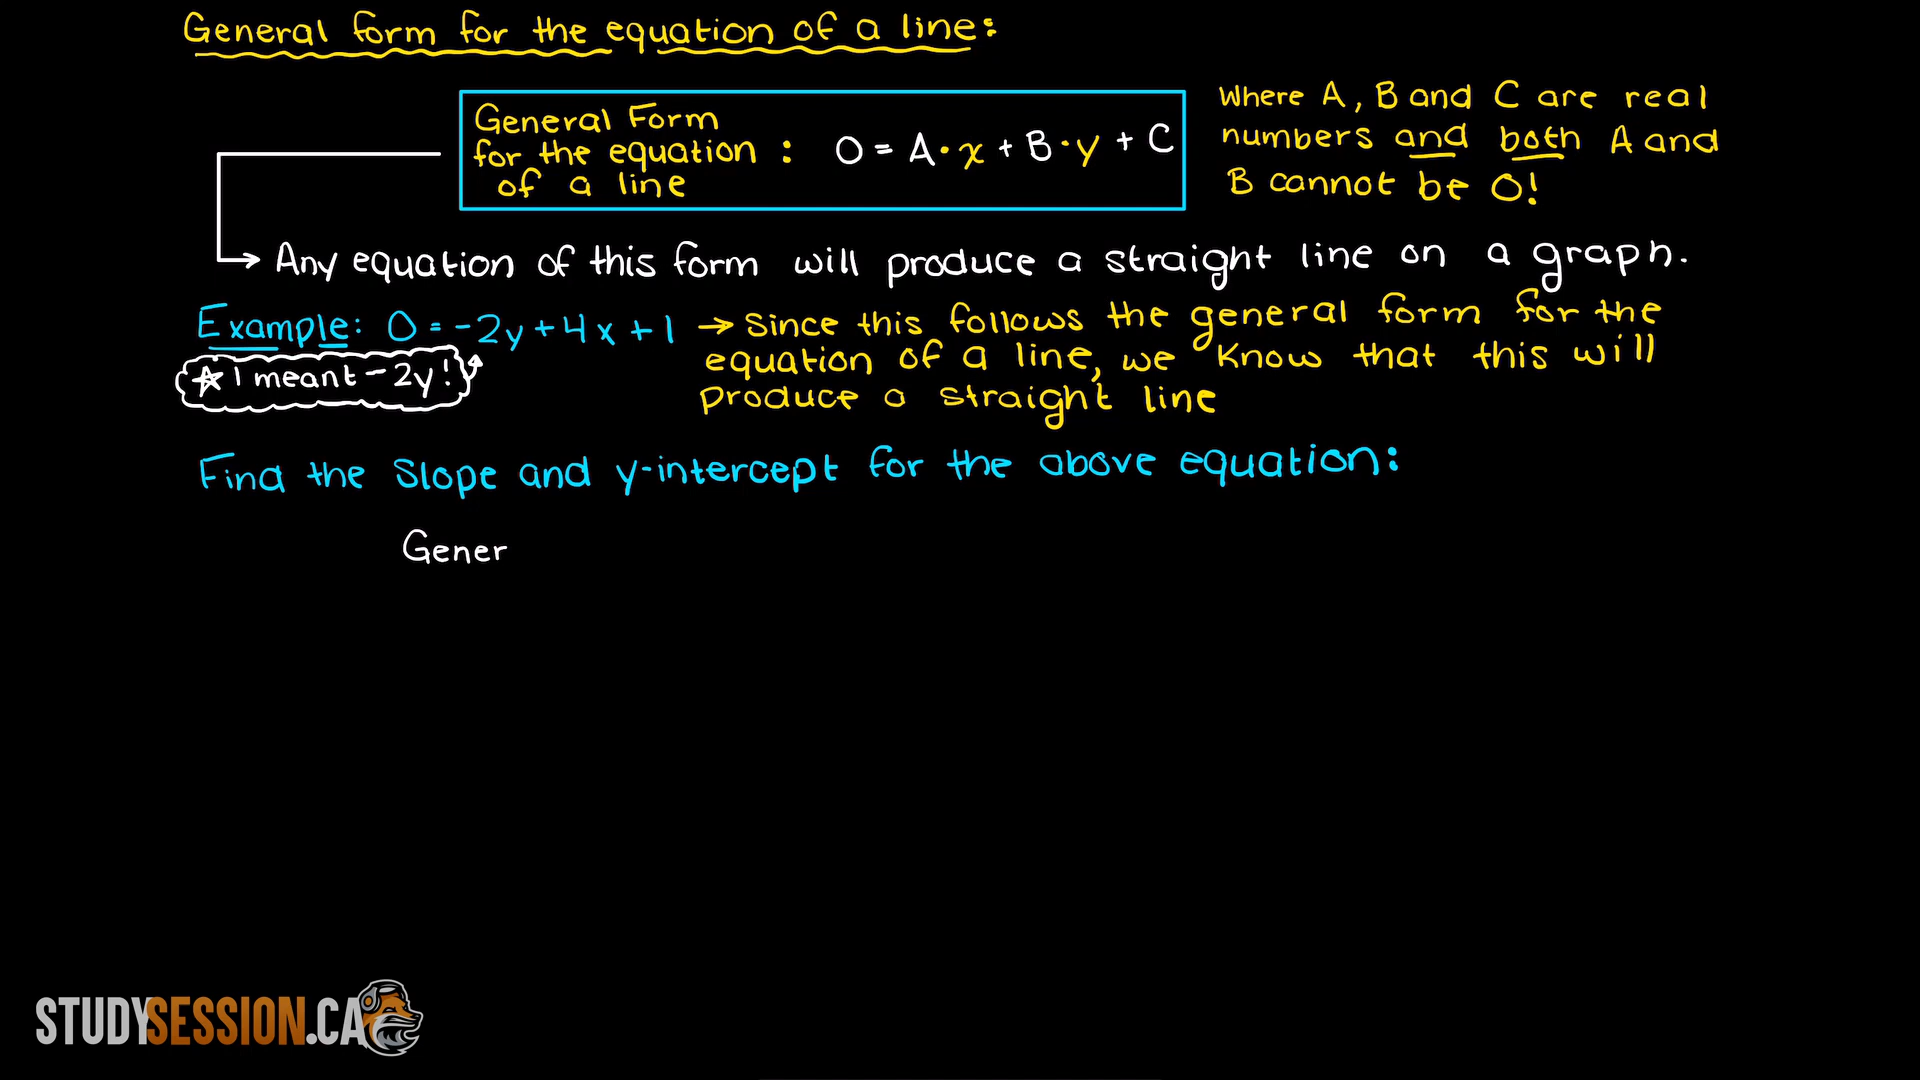 General form for the equation of a line:
General Form
for the equation :
of a line
0 = A·x + B·y + C
Where A, B and C are real
numbers and both A and
B cannot be 0!
Any equation of this form will produce a straight line on a graph.
Example: 0 = -2y + 4x + 1
☆ I meant -2y!
→ Since this follows the general form for the
equation of a line, we know that this will
produce a straight line
Find the slope and y-intercept for the above equation:
Gener
STUDYSESSION.CA